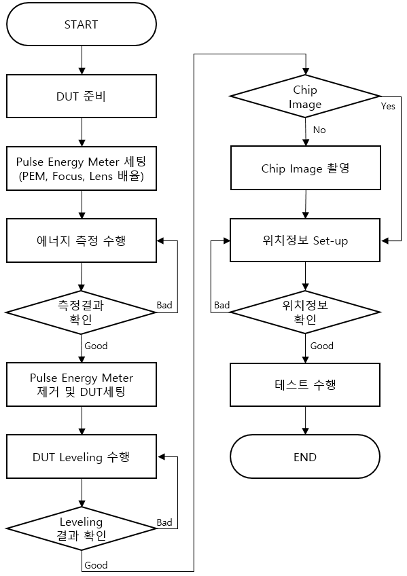 START
DUT 준비
Pulse Energy Meter 세팅
(PEM, Focus, Lens 배율)
에너지 측정 수행
측정결과
확인
Bad
Good
Pulse Energy Meter
제거 및 DUT세팅
DUT Leveling 수행
Leveling
결과 확인
Bad
Good
Chip
Image
Yes
No
Chip Image 촬영
위치정보 Set-up
위치정보
확인
Bad
Good
테스트 수행
END